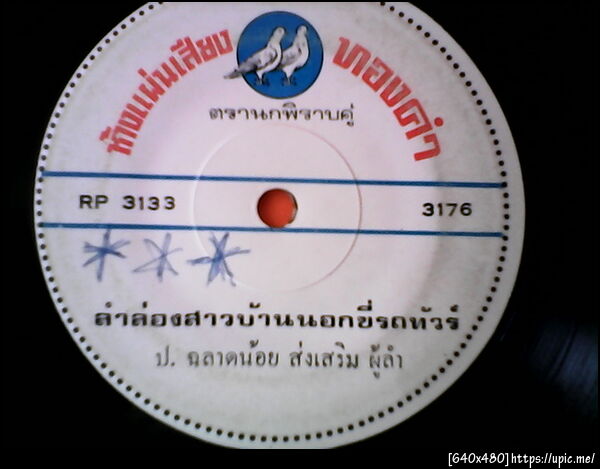 ห้างแผ่นเสียง ทองคำ
ตรานกพิราบคู่
RP 3133
3176
ลำล่องสาวบ้านนอกขี่รถทัวร์
ป. ฉลาดน้อย ส่งเสริม ผู้ลำ
[640x480]https://upic.me/